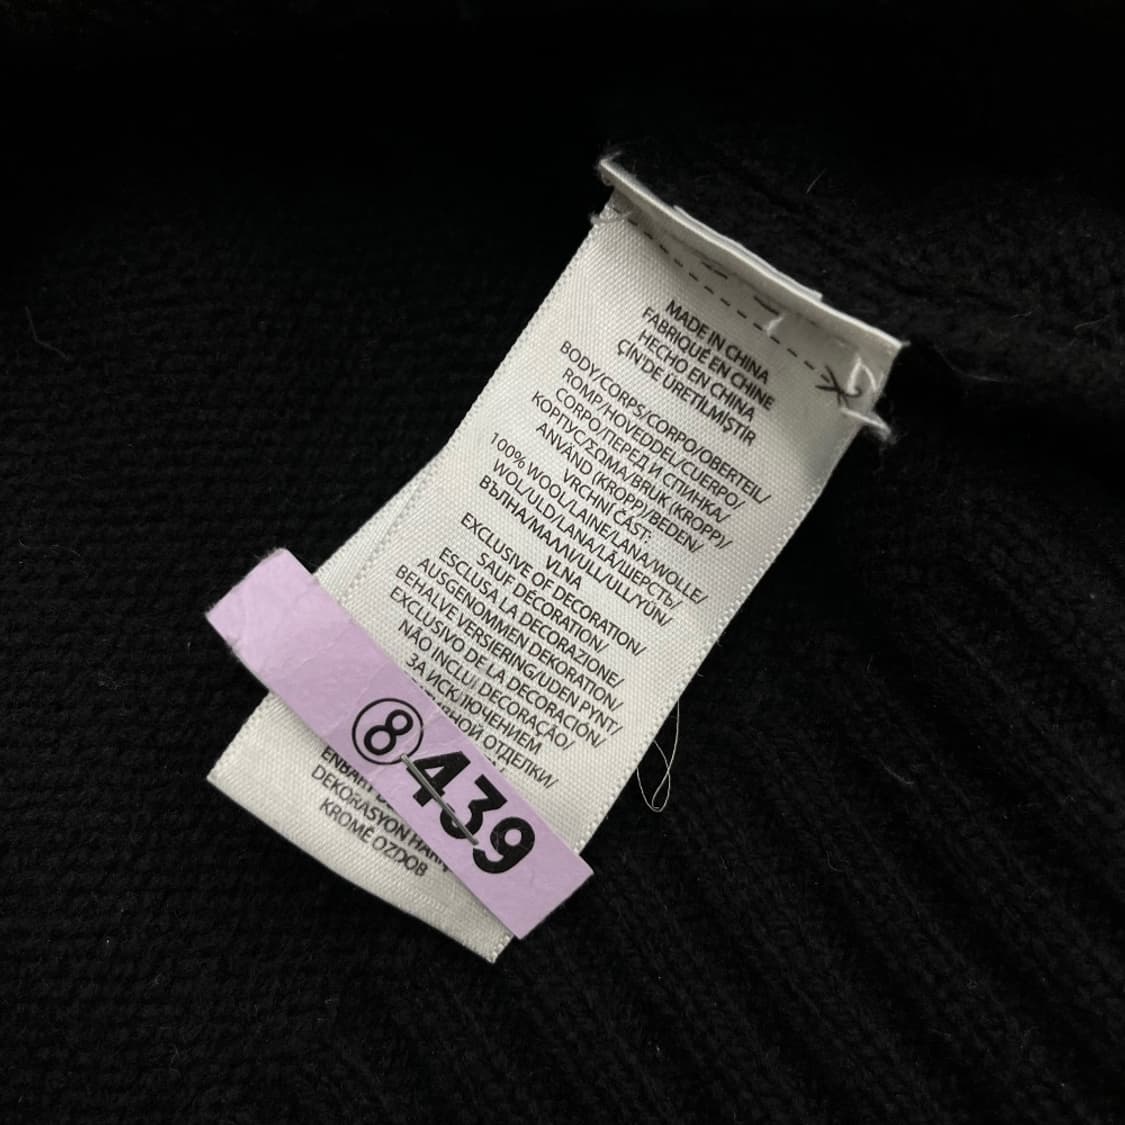 MADE IN CHINA
FABRIQUÉ EN CHINE
HECHO EN CHINA
ÇİN'DE ÜRETİLMİŞTİR
BODY/CORPS/CORPO/OBERTEIL/
ROMP/HOVEDDEL/CUERPO/
CORPO/ПЕРЕД И СПИНКА/
КОРПУС/ΣΩΜΑ/BRUK (KROPP)/
ANVÄND (KROPP)/BEDEN/
VRCHNÍ ČÁST:
100% WOOL/LAINE/LANA/WOLLE/
WOL/ULD/LANA/LÃ/ШЕРСТЬ/
ВЪЛНА/ΜΑΛΛΙ/ULL/ULL/YÜN/
VLNA
EXCLUSIVE OF DECORATION/
SAUF DÉCORATION/
ESCLUSA LA DECORAZIONE/
AUSGENOMMEN DEKORATION/
BEHALVE VERSIERING/UDEN PYNT/
EXCLUSIVO DE LA DECORACIÓN/
NÃO INCLUI DECORAÇÃO/
ЗА ИСКЛЮЧЕНИЕМ
ОТДЕЛКИ/
8 439
DEKORASYON
KROMĚ OZDOB